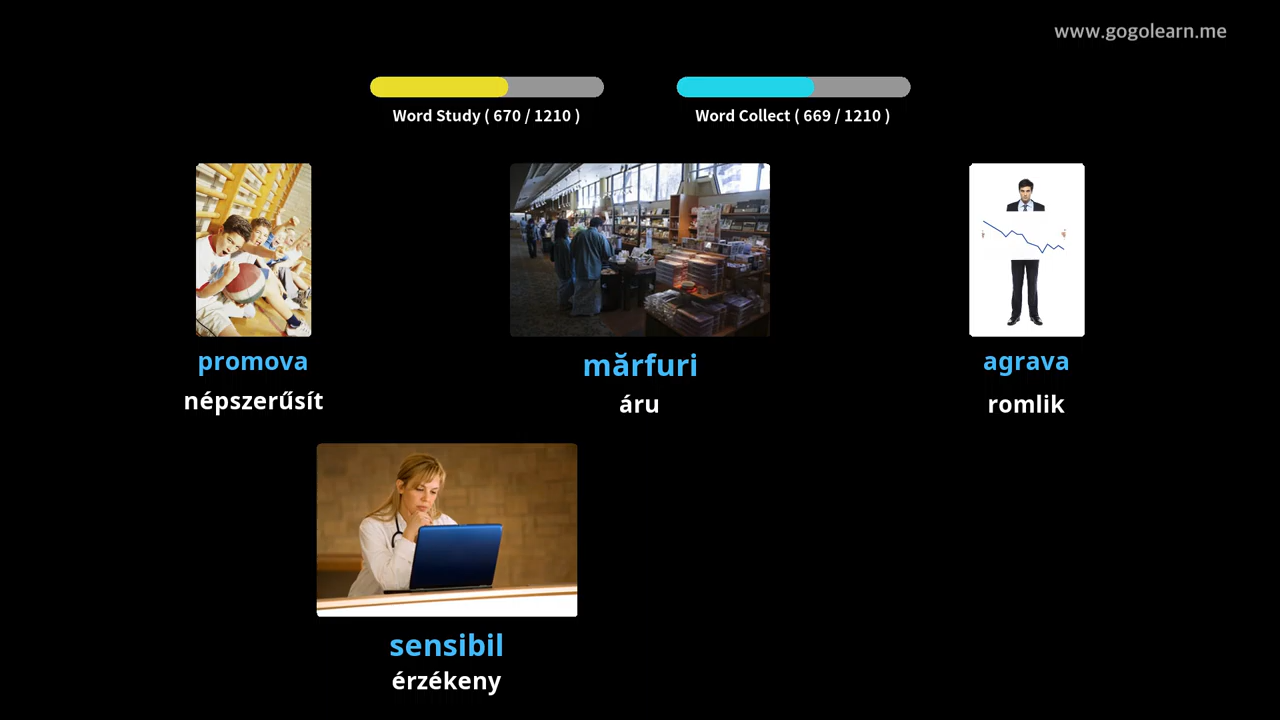 www.gogolearn.me
Word Study ( 670 / 1210 )
Word Collect ( 669 / 1210 )
promova
népszerűsít
mărfuri
áru
agrava
romlik
sensibil
érzékeny